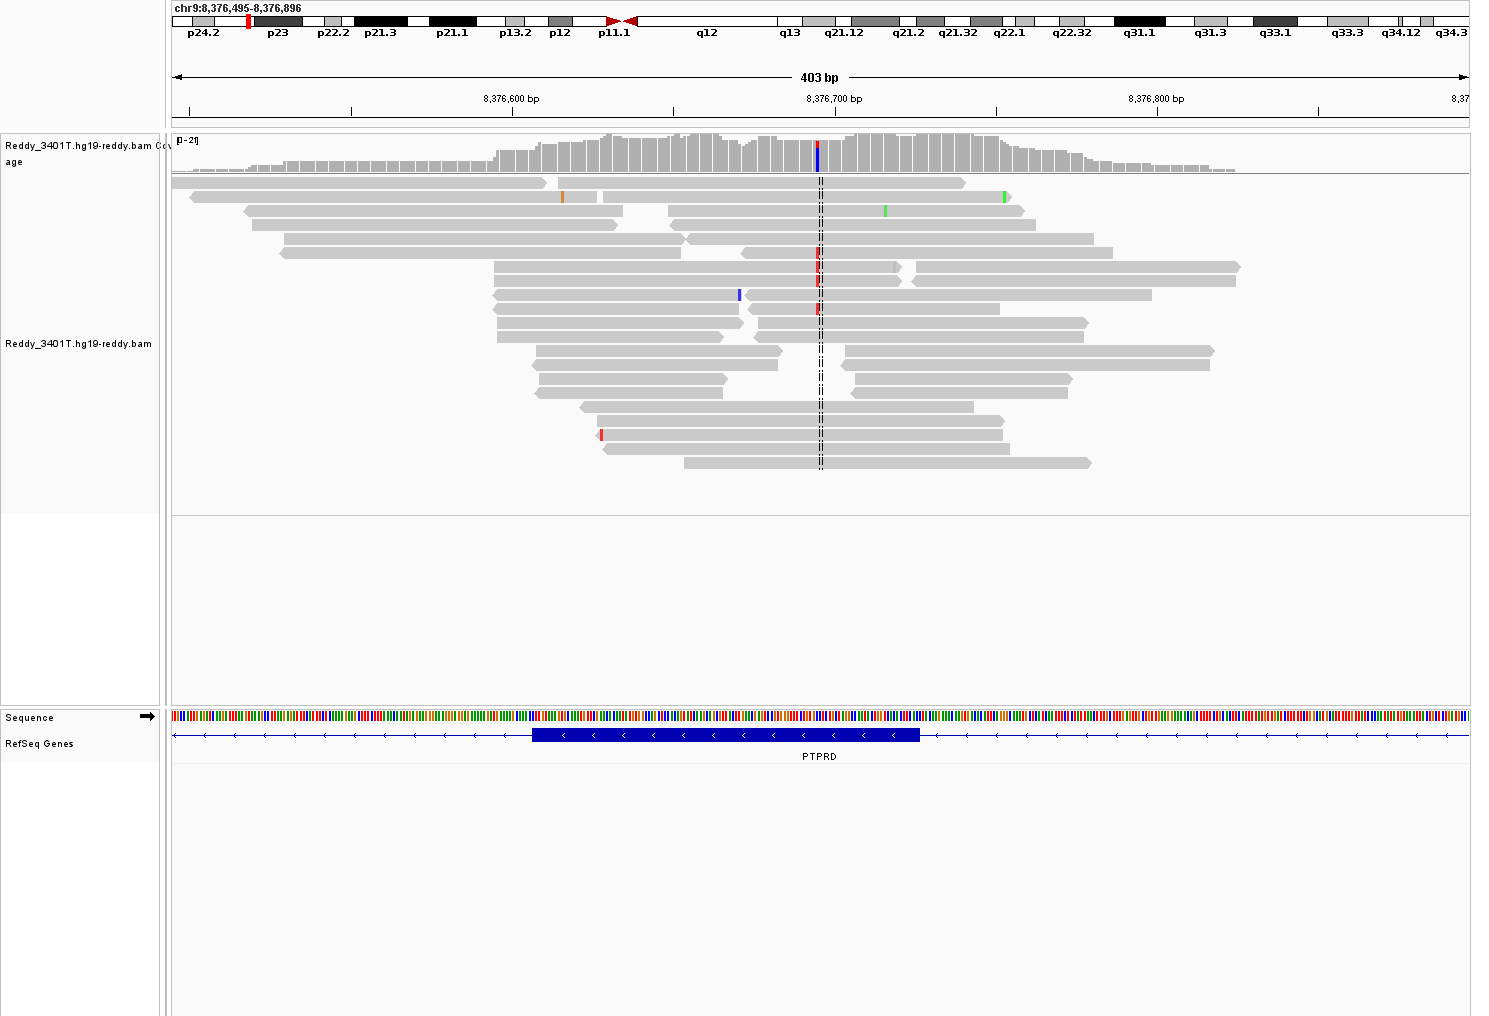 chr9:8,376,495-8,376,896
p24.2 p23 p22.2 p21.3 p21.1 p13.2 p12 p11.1 q12 q13 q21.12 q21.2 q21.32 q22.1 q22.32 q31.1 q31.3 q33.1 q33.3 q34.12 q34.3
403 bp
8,376,600 bp 8,376,700 bp 8,376,800 bp 8,37
Reddy_3401T.hg19-reddy.bam Cov
age
[0-21]
Reddy_3401T.hg19-reddy.bam
Sequence
RefSeq Genes
PTPRD